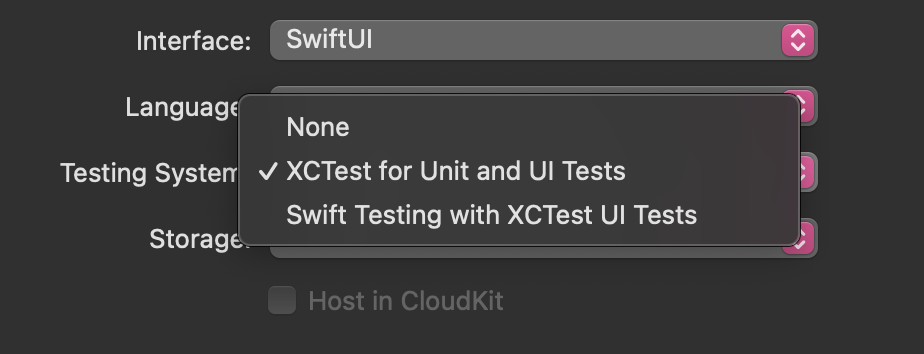 Interface: SwiftUI
Language
None
Testing System
XCTest for Unit and UI Tests
Swift Testing with XCTest UI Tests
Storage:
Host in CloudKit